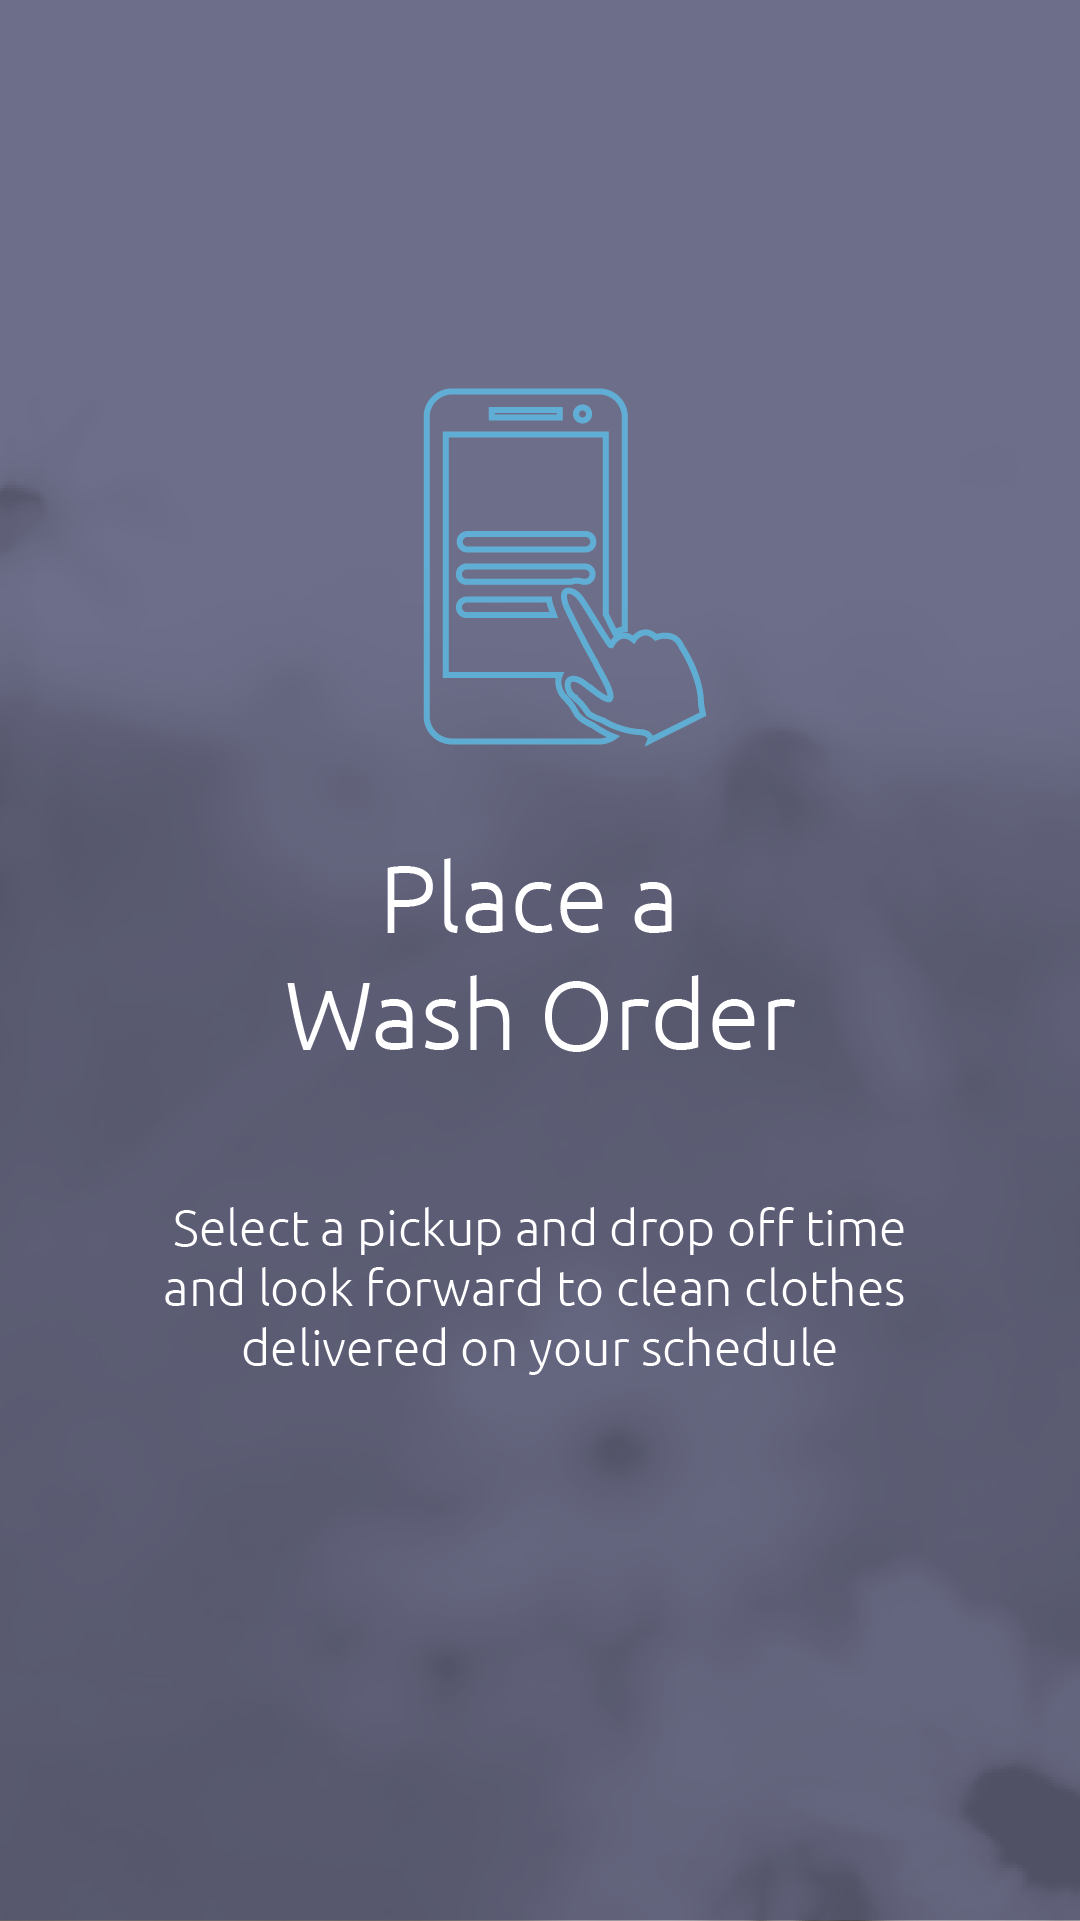 Place a
Wash Order
Select a pickup and drop off time
and look forward to clean clothes
delivered on your schedule